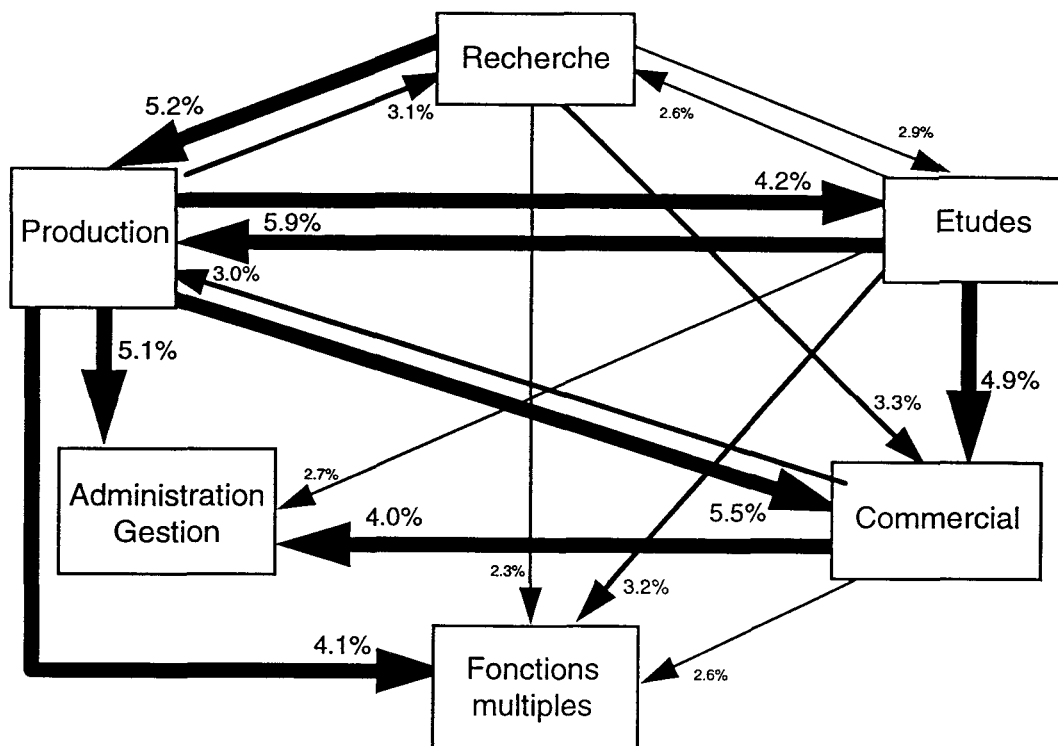 Recherche
5.2%
3.1%
2.6%
2.9%
4.2%
Production
5.9%
Etudes
3.0%
5.1%
4.9%
3.3%
2.7%
Administration
Gestion
4.0%
5.5%
Commercial
2.3%
3.2%
4.1%
Fonctions
multiples
2.6%